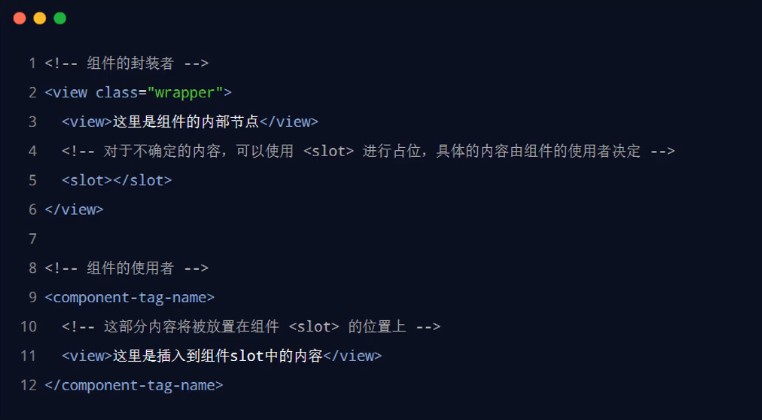 1 <!-- 组件的封装者 -->
2 <view class="wrapper">
3   <view>这里是组件的内部节点</view>
4   <!-- 对于不确定的内容，可以使用 <slot> 进行占位，具体的内容由组件的使用者决定 -->
5   <slot></slot>
6 </view>
7
8 <!-- 组件的使用者 -->
9 <component-tag-name>
10   <!-- 这部分内容将被放置在组件 <slot> 的位置上 -->
11   <view>这里是插入到组件slot中的内容</view>
12 </component-tag-name>